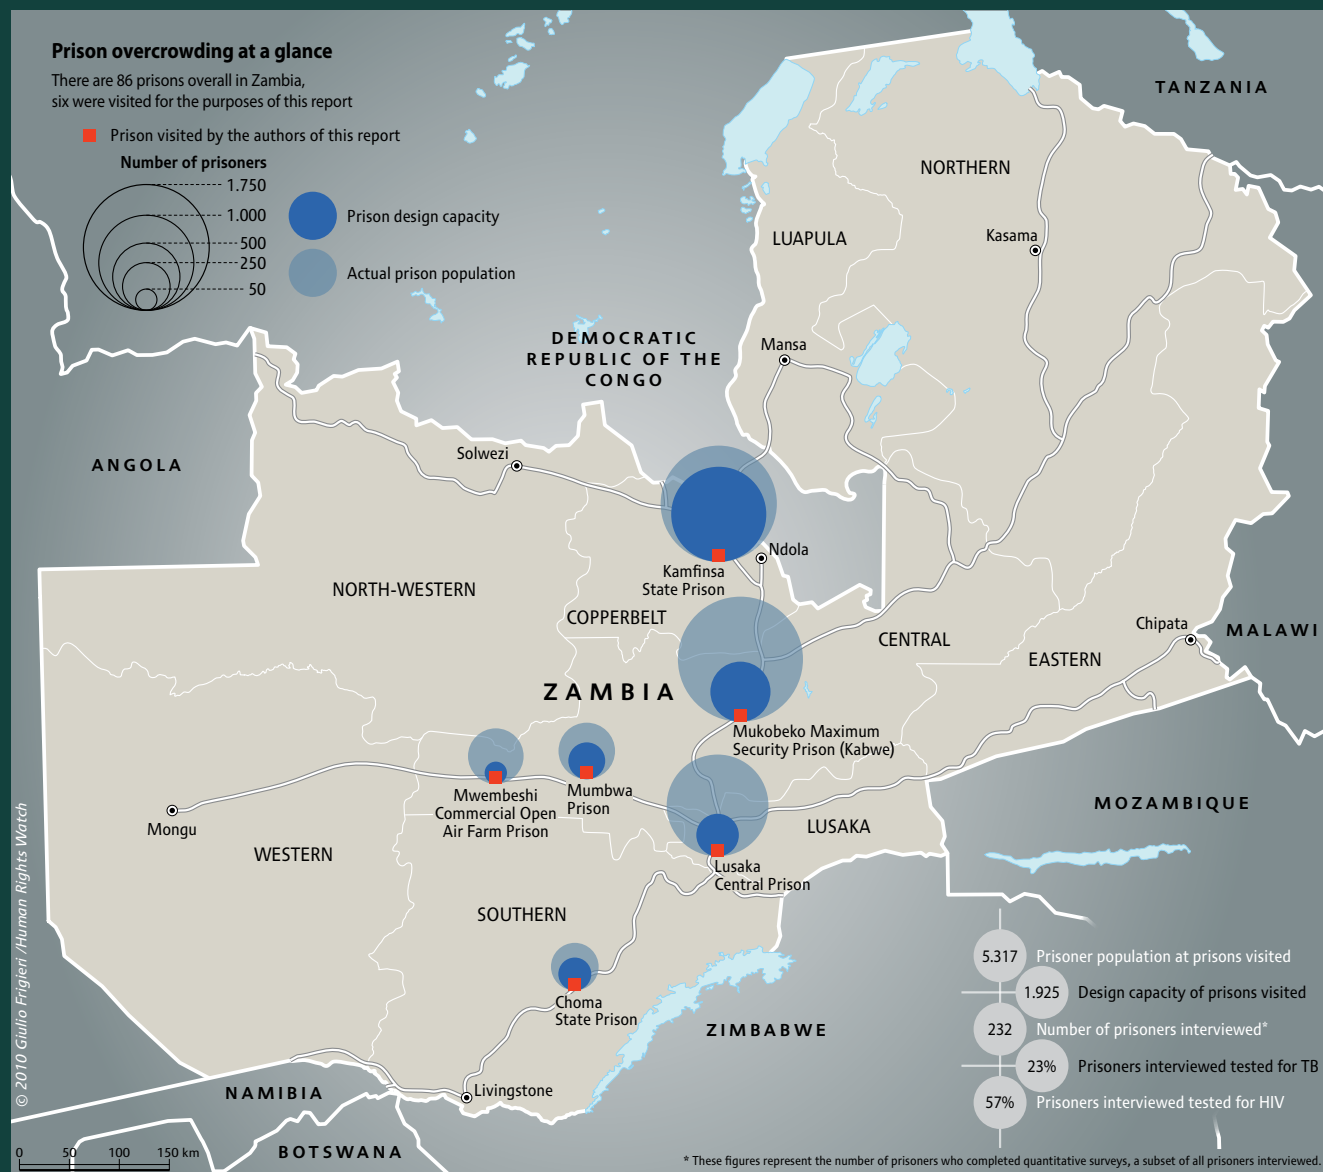 Prison overcrowding at a glance
There are 86 prisons overall in Zambia,
six were visited for the purposes of this report
Prison visited by the authors of this report
Number of prisoners
1.750
1.000
500
250
50
Prison design capacity
Actual prison population
TANZANIA
NORTHERN
LUAPULA
Kasama
DEMOCRATIC
REPUBLIC OF THE
CONGO
Mansa
ANGOLA
Solwezi
Ndola
Kamfinsa
State Prison
NORTH-WESTERN
COPPERBELT
CENTRAL
Chipata
MALAWI
EASTERN
ZAMBIA
Mukobeko Maximum
Security Prison (Kabwe)
Mwembeshi
Commercial Open
Air Farm Prison
Mumbwa
Prison
MOZAMBIQUE
Mongu
LUSAKA
WESTERN
Lusaka
Central Prison
SOUTHERN
Choma
State Prison
ZIMBABWE
5.317 Prisoner population at prisons visited
1.925 Design capacity of prisons visited
232 Number of prisoners interviewed*
23% Prisoners interviewed tested for TB
57% Prisoners interviewed tested for HIV
NAMIBIA
Livingstone
BOTSWANA
0 50 100 150 km
* These figures represent the number of prisoners who completed quantitative surveys, a subset of all prisoners interviewed.
© 2010 Giulio Frigieri /Human Rights Watch